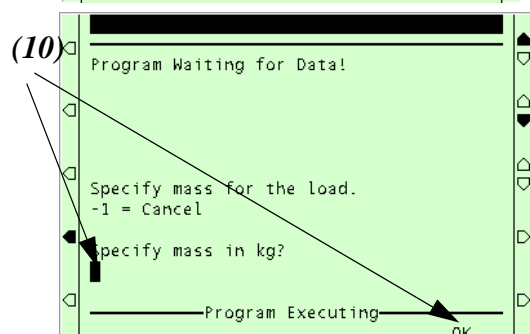 (10)
Program Waiting for Data!
Specify mass for the load.
-1 = Cancel
Specify mass in kg?
Program Executing
OK